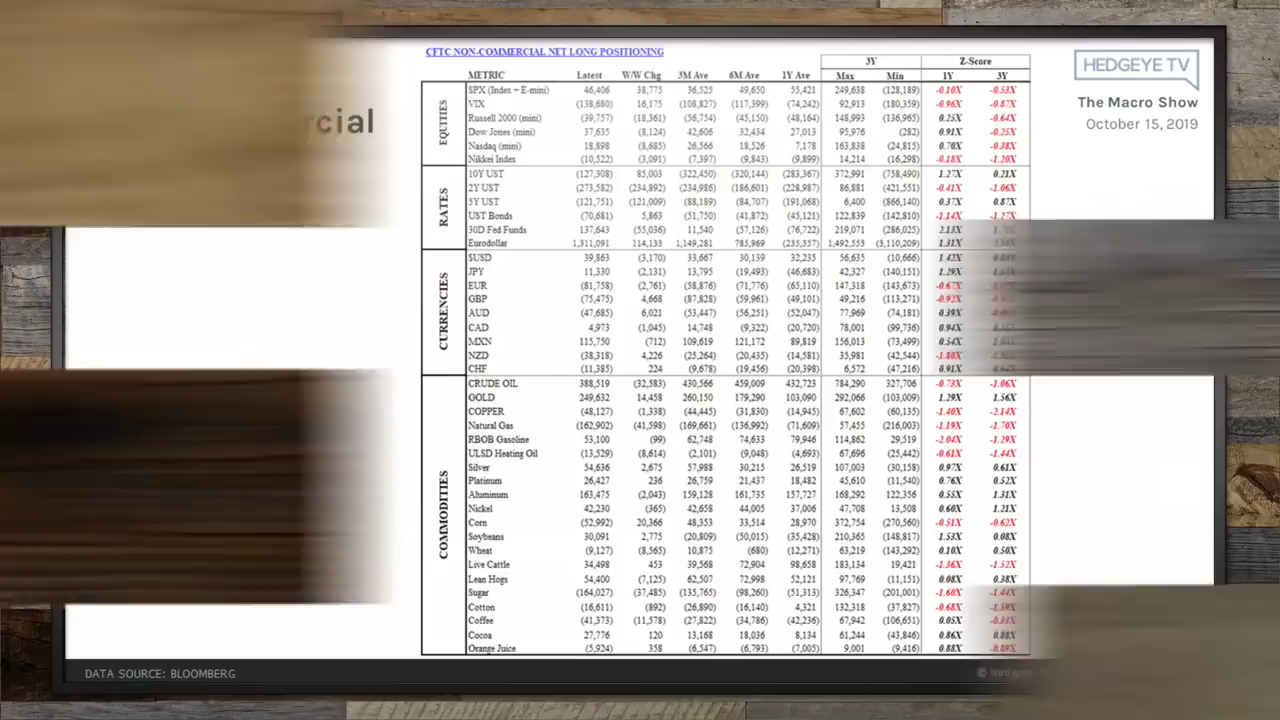 CFTC NON-COMMERCIAL NET LONG POSITIONING
HEDGEYE TV
The Macro Show
October 15, 2019
rcial
3Y Z-Score
METRIC Latest W/W Chg 3M Ave 6M Ave 1Y Ave Max Min 1Y 3Y
EQUITIES
SPX (Index + E-mini) 46,406 38,775 36,525 49,650 55,421 249,638 (128,189) -0.10X -0.53X
VIX (138,680) 16,175 (108,827) (117,399) (74,242) 92,913 (180,359) -0.96X -0.87X
Russell 2000 (mini) (39,757) (18,361) (56,754) (45,150) (48,164) 148,993 (136,965) 0.25X -0.64X
Dow Jones (mini) 37,635 (8,124) 42,606 32,434 27,013 95,976 (282) 0.91X -0.25X
Nasdaq (mini) 18,898 (8,685) 26,566 18,526 7,178 163,838 (24,815) 0.70X -0.38X
Nikkei Index (10,522) (3,091) (7,397) (9,843) (9,899) 14,214 (16,298) -0.18X -1.20X
RATES
10Y UST (127,308) 85,003 (322,450) (320,144) (283,367) 372,991 (758,490) 1.27X 0.21X
2Y UST (273,582) (234,892) (234,986) (186,601) (228,987) 86,881 (421,551) -0.41X -1.06X
5Y UST (121,751) (121,009) (88,189) (84,707) (191,068) 6,400 (866,140) 0.37X 0.87X
UST Bonds (70,681) 5,863 (51,750) (41,872) (45,121) 122,839 (142,810) -1.14X -1.27X
30D Fed Funds 137,643 (55,036) 11,540 (57,126) (76,722) 219,071 (286,025) 2.13X
Eurodollar 1,311,091 114,133 1,149,281 785,969 (235,357) 1,492,553 (3,110,209) 1.31X
CURRENCIES
$USD 39,863 (3,170) 33,667 30,139 32,235 56,635 (10,666) 1.42X
JPY 11,330 (2,131) 13,795 (19,493) (46,683) 42,327 (140,151) 1.29X
EUR (81,758) (2,761) (58,876) (71,776) (65,110) 147,318 (143,673) -0.67X
GBP (75,475) 4,668 (87,828) (59,961) (49,101) 49,216 (113,271) -0.92X
AUD (47,685) 6,021 (53,447) (56,251) (52,047) 77,969 (74,181) 0.39X
CAD 4,973 (1,045) 14,748 (9,322) (20,720) 78,001 (99,736) 0.94X
MXN 115,750 (712) 109,619 121,172 89,819 156,013 (73,499) 0.54X
NZD (38,318) 4,226 (25,264) (20,435) (14,581) 35,981 (42,544) -1.80X
CHF (11,385) 224 (9,678) (19,456) (20,398) 6,572 (47,216) 0.91X
COMMODITIES
CRUDE OIL 388,519 (32,583) 430,566 459,009 432,723 784,290 327,706 -0.73X -1.06X
GOLD 249,632 14,458 260,150 179,290 103,090 292,066 (103,009) 1.29X 1.56X
COPPER (48,127) (1,338) (44,445) (31,830) (14,945) 67,602 (60,135) -1.40X -2.14X
Natural Gas (162,902) (41,598) (169,661) (136,992) (71,609) 57,455 (216,003) -1.19X -1.70X
RBOB Gasoline 53,100 (99) 62,748 74,633 79,946 114,862 29,519 -2.04X -1.29X
ULSD Heating Oil (13,529) (8,614) (2,101) (9,048) (4,693) 67,696 (25,442) -0.61X -1.44X
Silver 54,636 2,675 57,988 30,215 26,519 107,003 (30,158) 0.97X 0.61X
Platinum 26,427 236 26,759 21,437 18,482 45,610 (11,540) 0.76X 0.52X
Aluminum 163,475 (2,043) 159,128 161,735 157,727 168,292 122,356 0.55X 1.31X
Nickel 42,230 (365) 42,658 44,005 37,006 47,708 13,508 0.60X 1.21X
Corn (52,992) 20,366 48,353 33,514 28,970 372,754 (270,560) -0.51X -0.62X
Soybeans 30,091 2,775 (20,809) (50,015) (35,428) 210,365 (148,817) 1.53X 0.08X
Wheat (9,127) (8,565) 10,875 (680) (12,271) 63,219 (143,292) 0.10X 0.50X
Live Cattle 34,498 453 39,568 72,904 98,658 183,134 19,421 -1.36X -1.52X
Lean Hogs 54,400 (7,125) 62,507 72,998 52,121 97,769 (11,151) 0.08X 0.38X
Sugar (164,027) (37,485) (135,765) (98,260) (51,313) 326,347 (201,001) -1.60X -1.44X
Cotton (16,611) (892) (26,890) (16,140) 4,321 132,318 (37,827) -0.68X -1.59X
Coffee (41,373) (11,578) (27,822) (34,786) (42,236) 67,942 (106,651) 0.05X -0.33X
Cocoa 27,776 120 13,168 18,036 8,134 61,244 (43,846) 0.86X 0.88X
Orange Juice (5,924) 358 (6,547) (6,793) (7,005) 9,001 (9,416) 0.88X -0.89X
DATA SOURCE: BLOOMBERG